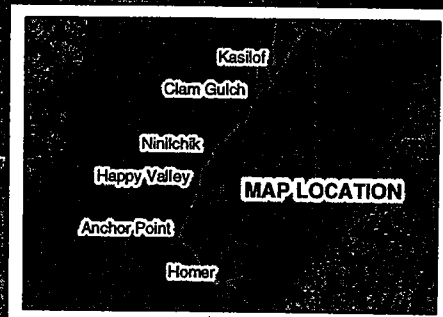 Kasilof
Clam Gulch
Ninilchik
Happy Valley
MAP LOCATION
Anchor Point
Homer